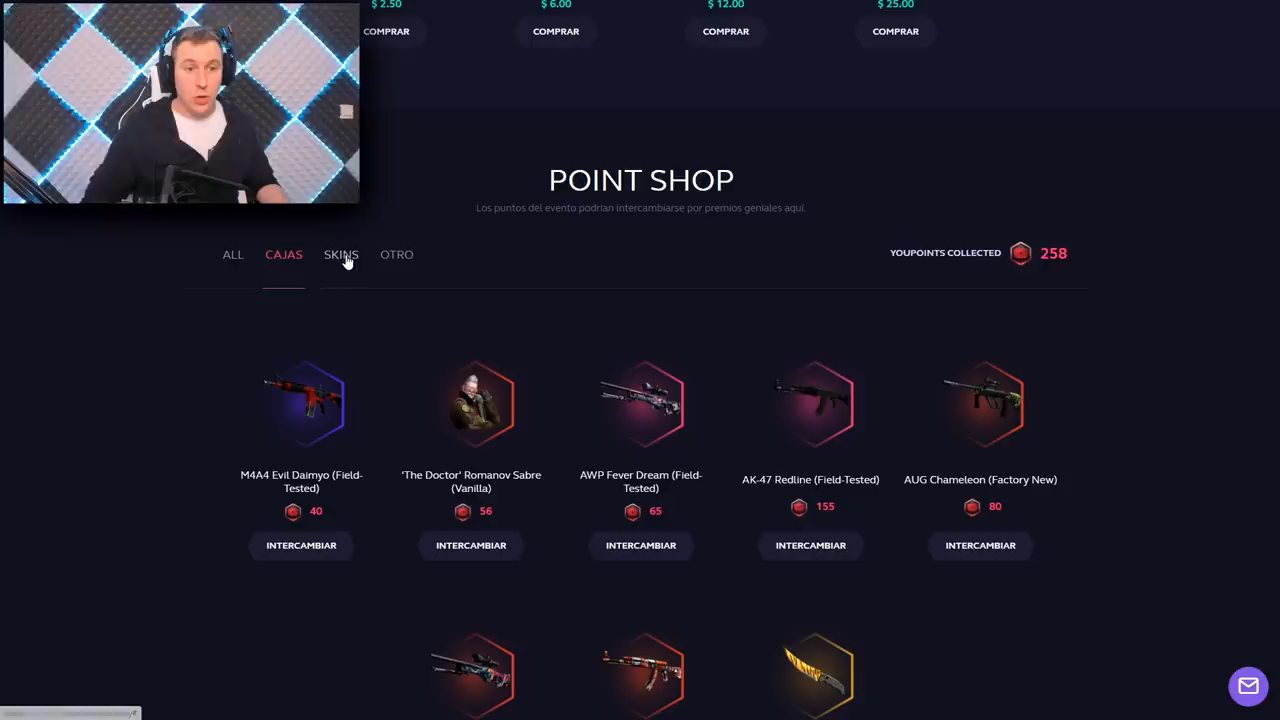 $ 2.50
$ 6.00
$ 12.00
$ 25.00
COMPRAR
COMPRAR
COMPRAR
COMPRAR
POINT SHOP
Los puntos del evento podrían intercambiarse por premios geniales aquí.
ALL
CAJAS
SKINS
OTRO
YOUPOINTS COLLECTED
258
M4A4 Evil Daimyo (Field-
Tested)
40
INTERCAMBIAR
'The Doctor' Romanov Sabre
(Vanilla)
56
INTERCAMBIAR
AWP Fever Dream (Field-
Tested)
65
INTERCAMBIAR
AK-47 Redline (Field-Tested)
155
INTERCAMBIAR
AUG Chameleon (Factory New)
80
INTERCAMBIAR